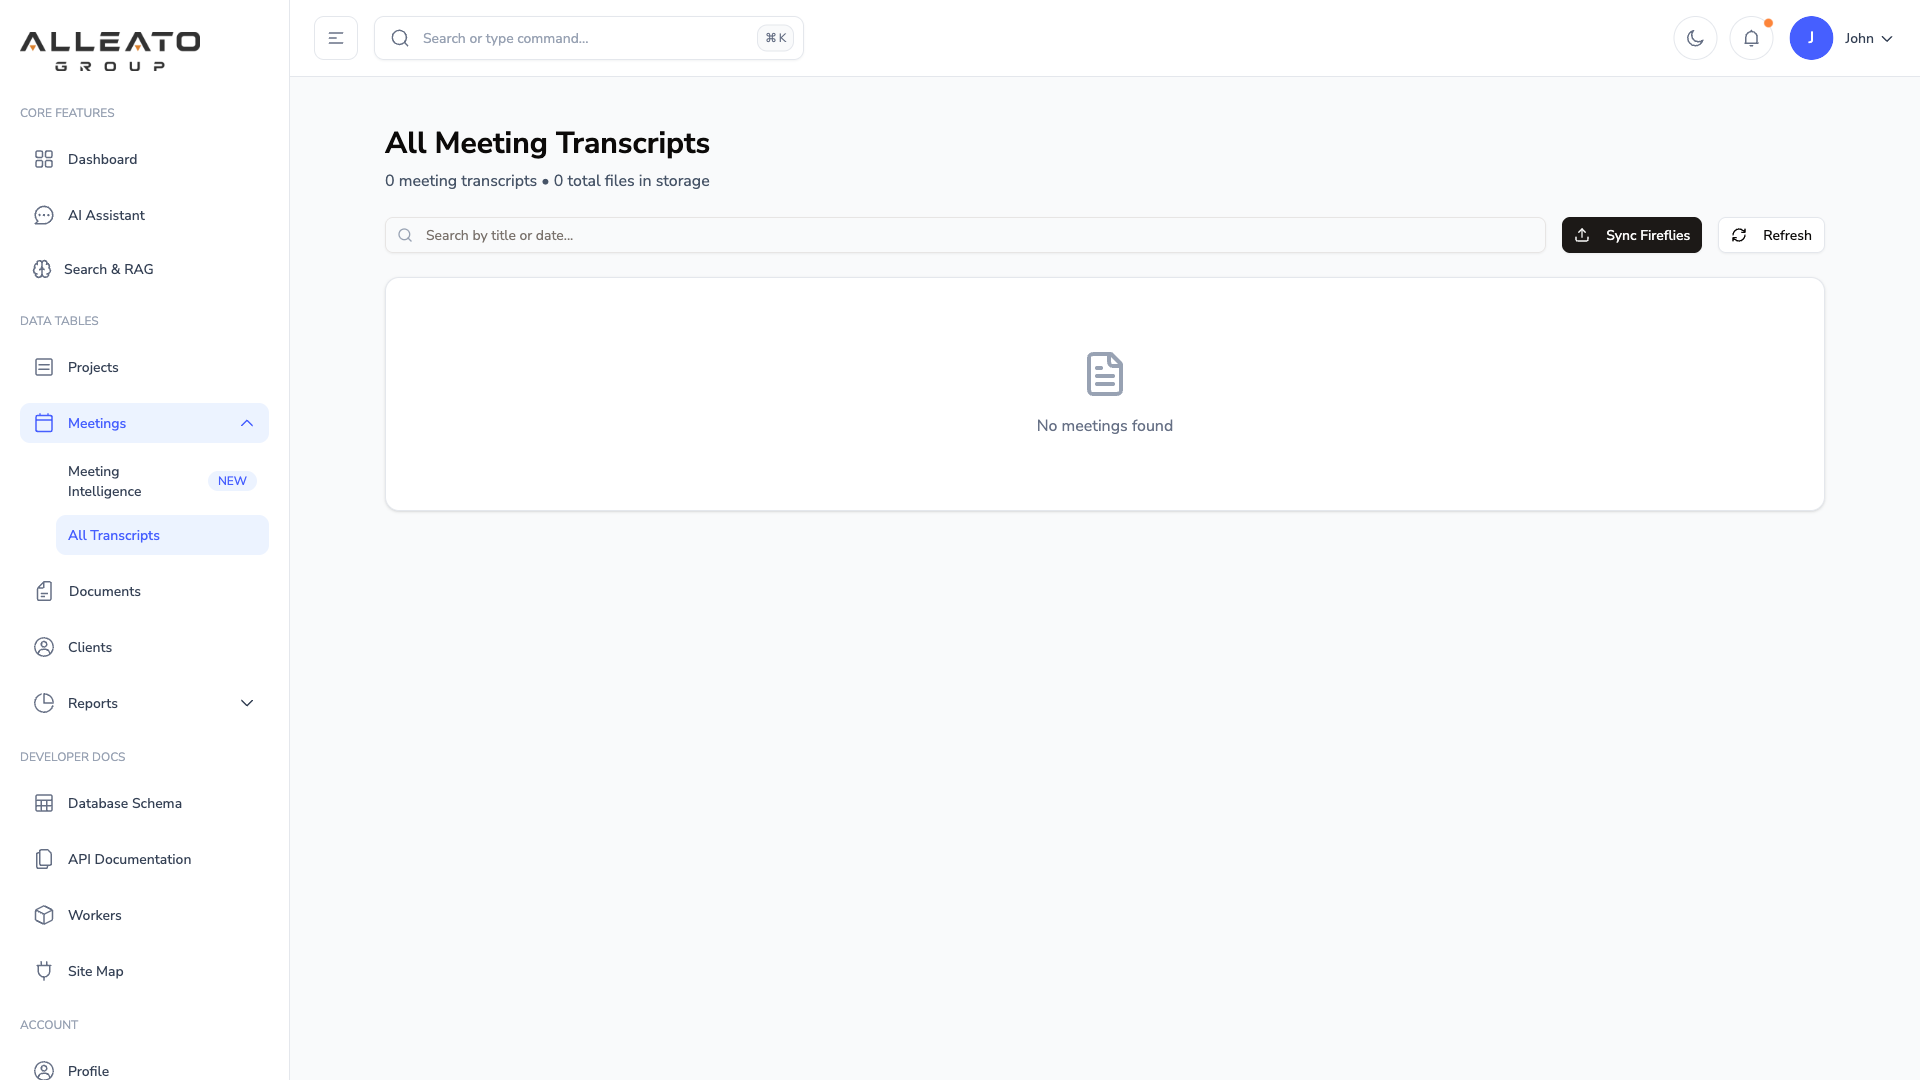 ALLEATO
GROUP
CORE FEATURES
Dashboard
AI Assistant
Search & RAG
DATA TABLES
Projects
Meetings
Meeting
Intelligence
NEW
All Transcripts
Documents
Clients
Reports
DEVELOPER DOCS
Database Schema
API Documentation
Workers
Site Map
ACCOUNT
Profile
Search or type command...
⌘ K
J
John
All Meeting Transcripts
0 meeting transcripts • 0 total files in storage
Search by title or date...
Sync Fireflies
Refresh
No meetings found